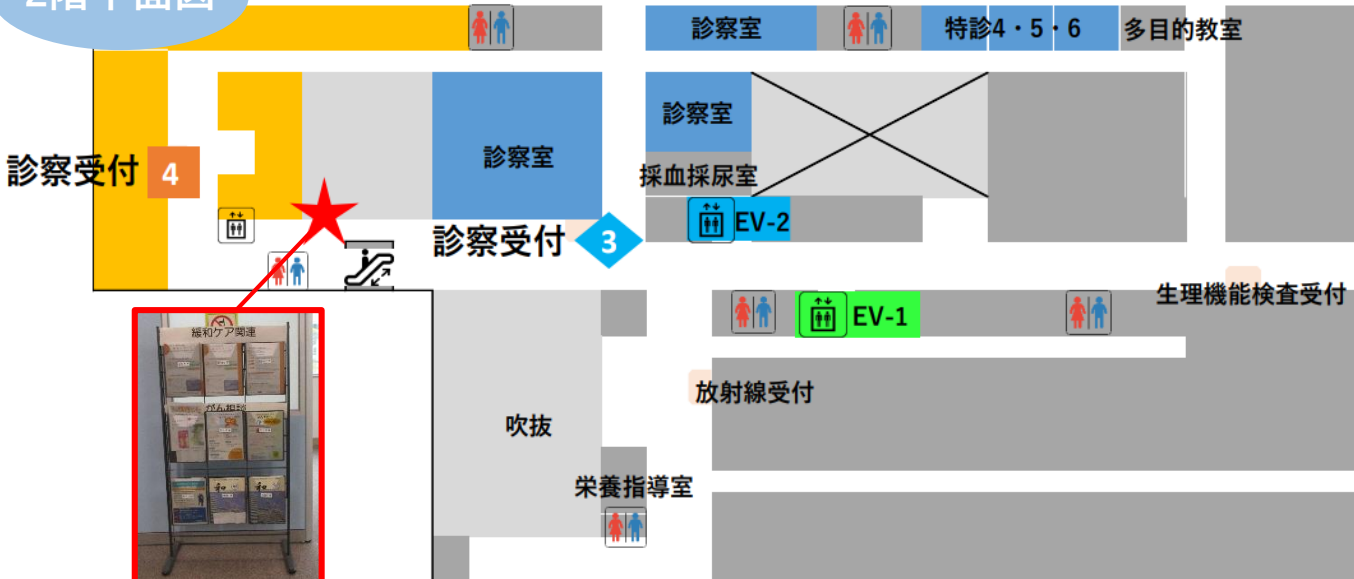 2階平面図
診察室
特診4・5・6
多目的教室
診察室
診察室
診察受付 4
採血採尿室
EV-2
診察受付 3
生理機能検査受付
EV-1
緩和ケア関連
放射線受付
がん相談
吹抜
栄養指導室